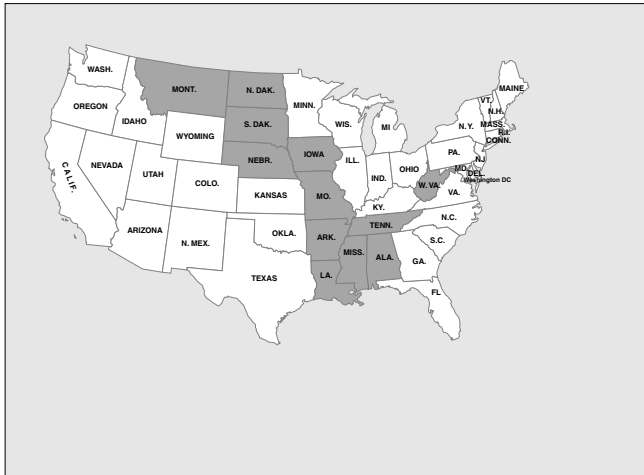 WASH.
MONT.
N. DAK.
MINN.
MAINE
VT.
N.H.
OREGON
IDAHO
S. DAK.
WIS.
MI
N.Y.
MASS.
R.I.
CONN.
WYOMING
NEBR.
IOWA
PA.
NJ
NEVADA
UTAH
COLO.
KANSAS
MO.
ILL.
IND.
OHIO
MD.
DEL.
Washington DC
W. VA.
VA.
CALIF.
KY.
N.C.
ARIZONA
N. MEX.
OKLA.
ARK.
TENN.
S.C.
TEXAS
LA.
MISS.
ALA.
GA.
FL